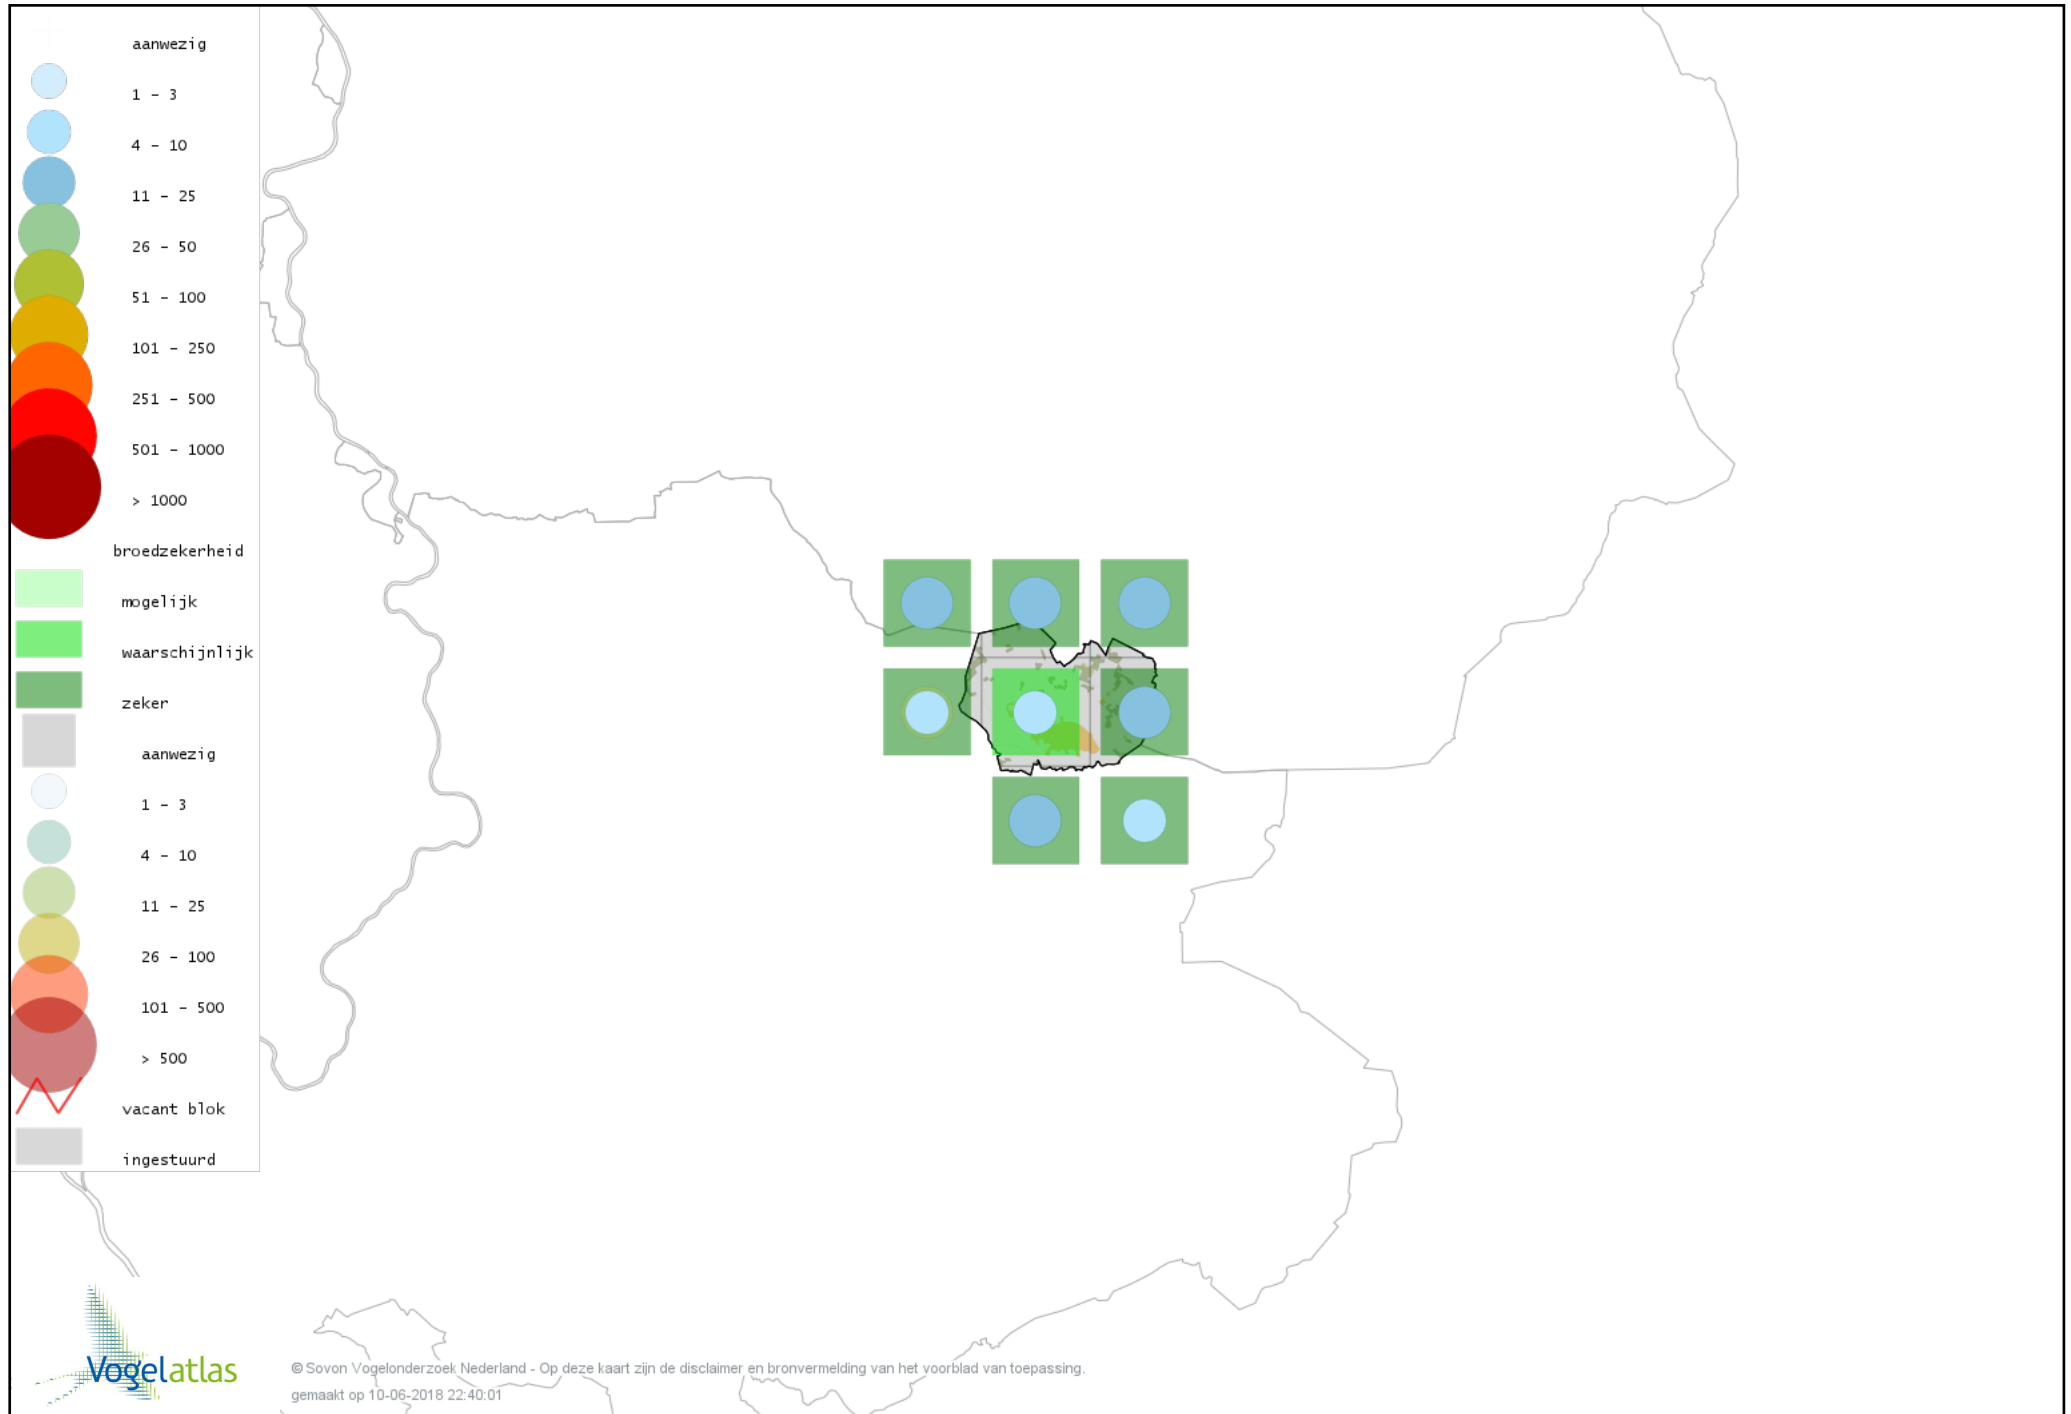 aanwezig
1 - 3
4 - 10
11 - 25
26 - 50
51 - 100
101 - 250
251 - 500
501 - 1000
> 1000
broedzekerheid
mogelijk
waarschijnlijk
zeker
aanwezig
1 - 3
4 - 10
11 - 25
26 - 100
101 - 500
> 500
vacant blok
ingestuurd
Vogelatlas
© Sovon Vogelonderzoek Nederland - Op deze kaart zijn de disclaimer en bronvermelding van het voorblad van toepassing.
gemaakt op 10-06-2018 22:40:01